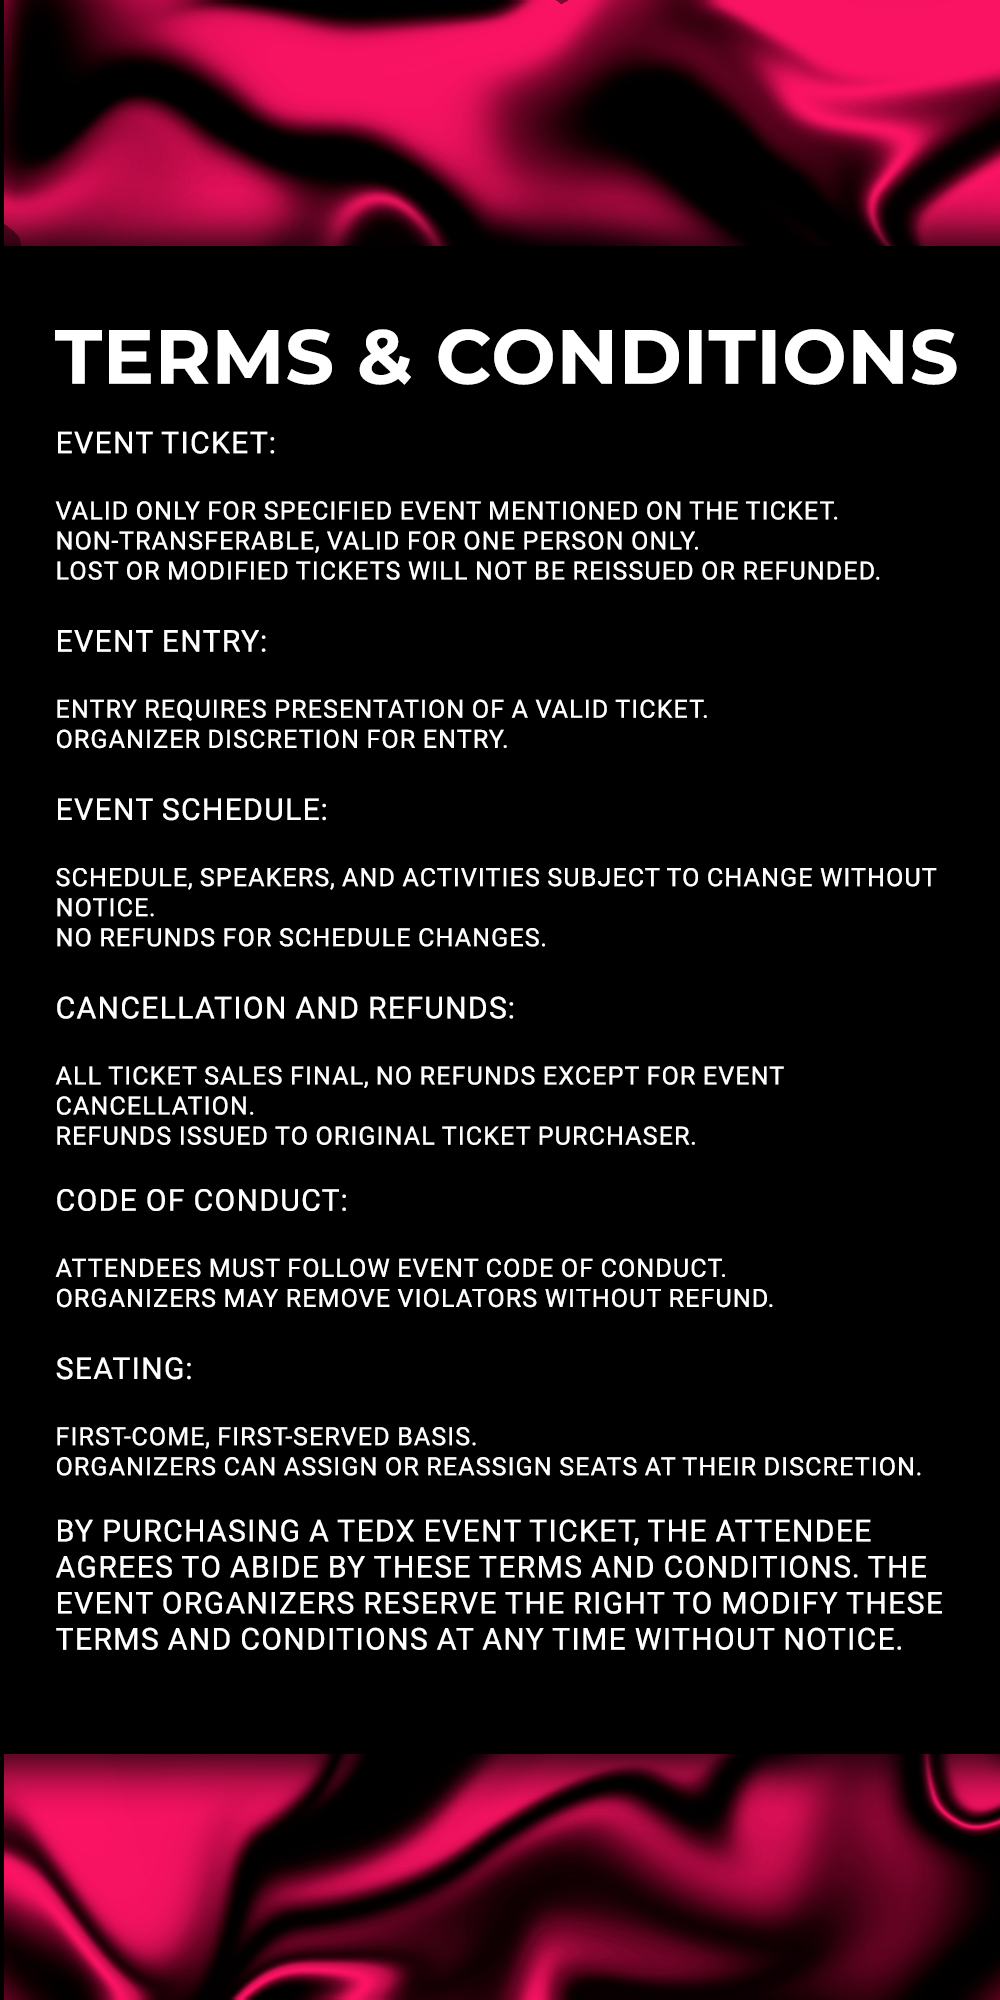 TERMS & CONDITIONS
EVENT TICKET:
VALID ONLY FOR SPECIFIED EVENT MENTIONED ON THE TICKET.
NON-TRANSFERABLE, VALID FOR ONE PERSON ONLY.
LOST OR MODIFIED TICKETS WILL NOT BE REISSUED OR REFUNDED.
EVENT ENTRY:
ENTRY REQUIRES PRESENTATION OF A VALID TICKET.
ORGANIZER DISCRETION FOR ENTRY.
EVENT SCHEDULE:
SCHEDULE, SPEAKERS, AND ACTIVITIES SUBJECT TO CHANGE WITHOUT
NOTICE.
NO REFUNDS FOR SCHEDULE CHANGES.
CANCELLATION AND REFUNDS:
ALL TICKET SALES FINAL, NO REFUNDS EXCEPT FOR EVENT
CANCELLATION.
REFUNDS ISSUED TO ORIGINAL TICKET PURCHASER.
CODE OF CONDUCT:
ATTENDEES MUST FOLLOW EVENT CODE OF CONDUCT.
ORGANIZERS MAY REMOVE VIOLATORS WITHOUT REFUND.
SEATING:
FIRST-COME, FIRST-SERVED BASIS.
ORGANIZERS CAN ASSIGN OR REASSIGN SEATS AT THEIR DISCRETION.
BY PURCHASING A TEDX EVENT TICKET, THE ATTENDEE
AGREES TO ABIDE BY THESE TERMS AND CONDITIONS. THE
EVENT ORGANIZERS RESERVE THE RIGHT TO MODIFY THESE
TERMS AND CONDITIONS AT ANY TIME WITHOUT NOTICE.